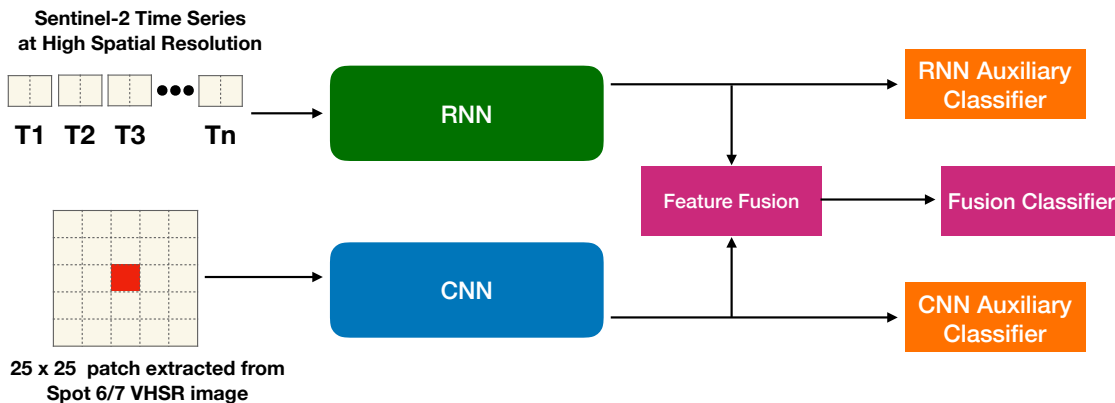 Sentinel-2 Time Series
at High Spatial Resolution
T1 T2 T3 Tn
RNN
RNN Auxiliary
Classifier
Feature Fusion
Fusion Classifier
CNN
CNN Auxiliary
Classifier
25 x 25 patch extracted from
Spot 6/7 VHSR image